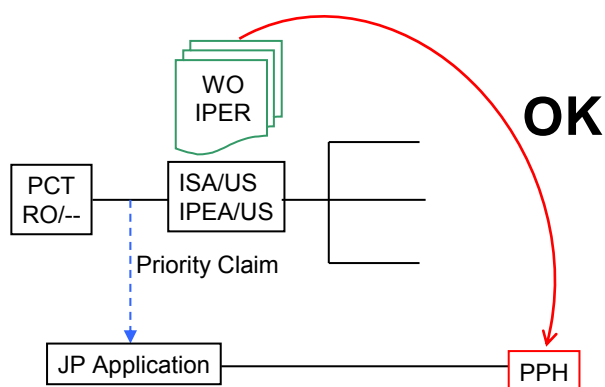 WO
IPER
OK
PCT
RO/--
ISA/US
IPEA/US
Priority Claim
JP Application
PPH